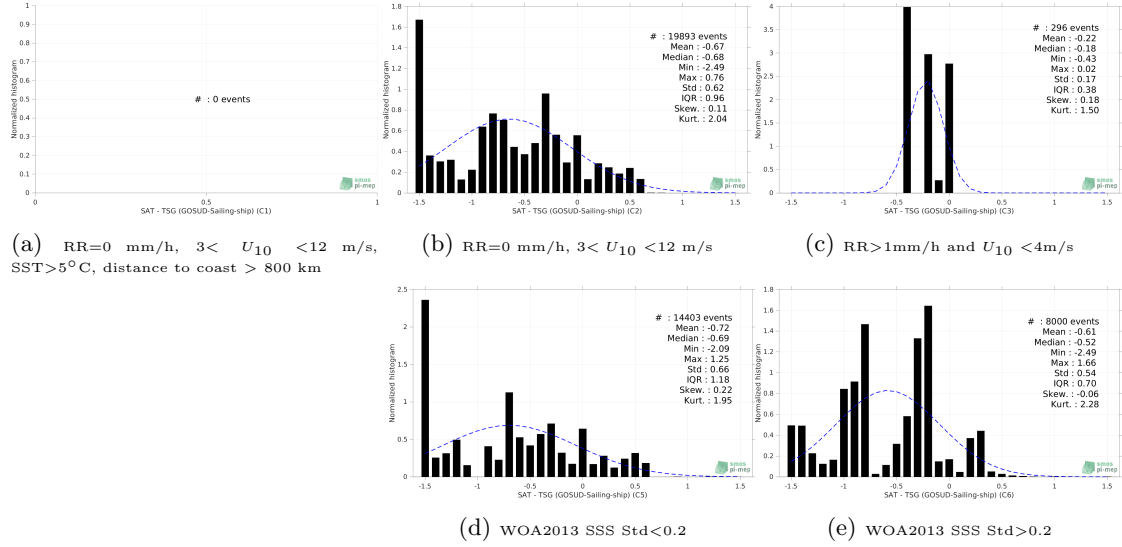 Normalized histogram
1
0.9
0.8
0.7
0.6
0.5
0.4
0.3
0.2
0.1
0
# : 0 events
0
0.5
1
SAT - TSG (GOSUD-Sailing-ship) (C1)
smos
pi-mep
(a) RR=0 mm/h, 3< U10 <12 m/s,
SST>5°C, distance to coast > 800 km
Normalized histogram
1.8
1.6
1.4
1.2
1
0.8
0.6
0.4
0.2
0
# : 19893 events
Mean : -0.67
Median : -0.68
Min : -2.49
Max : 0.76
Std : 0.62
IQR : 0.96
Skew. : 0.11
Kurt. : 2.04
-1.5
-1
-0.5
0
0.5
1
1.5
SAT - TSG (GOSUD-Sailing-ship) (C2)
smos
pi-mep
(b) RR=0 mm/h, 3< U10 <12 m/s
Normalized histogram
4
3.5
3
2.5
2
1.5
1
0.5
0
# : 296 events
Mean : -0.22
Median : -0.18
Min : -0.43
Max : 0.02
Std : 0.17
IQR : 0.38
Skew. : 0.18
Kurt. : 1.50
-1.5
-1
-0.5
0
0.5
1
1.5
SAT - TSG (GOSUD-Sailing-ship) (C3)
smos
pi-mep
(c) RR>1mm/h and U10 <4m/s
Normalized histogram
2.5
2
1.5
1
0.5
0
# : 14403 events
Mean : -0.72
Median : -0.69
Min : -2.09
Max : 1.25
Std : 0.66
IQR : 1.18
Skew. : 0.22
Kurt. : 1.95
-1.5
-1
-0.5
0
0.5
1
1.5
SAT - TSG (GOSUD-Sailing-ship) (C5)
smos
pi-mep
(d) WOA2013 SSS Std<0.2
Normalized histogram
1.8
1.6
1.4
1.2
1
0.8
0.6
0.4
0.2
0
# : 8000 events
Mean : -0.61
Median : -0.52
Min : -2.49
Max : 1.66
Std : 0.54
IQR : 0.70
Skew. : -0.06
Kurt. : 2.28
-1.5
-1
-0.5
0
0.5
1
1.5
SAT - TSG (GOSUD-Sailing-ship) (C6)
smos
pi-mep
(e) WOA2013 SSS Std>0.2